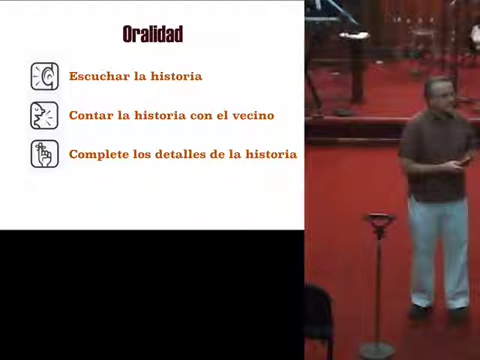 Oralidad
Escuchar la historia
Contar la historia con el vecino
Complete los detalles de la historia